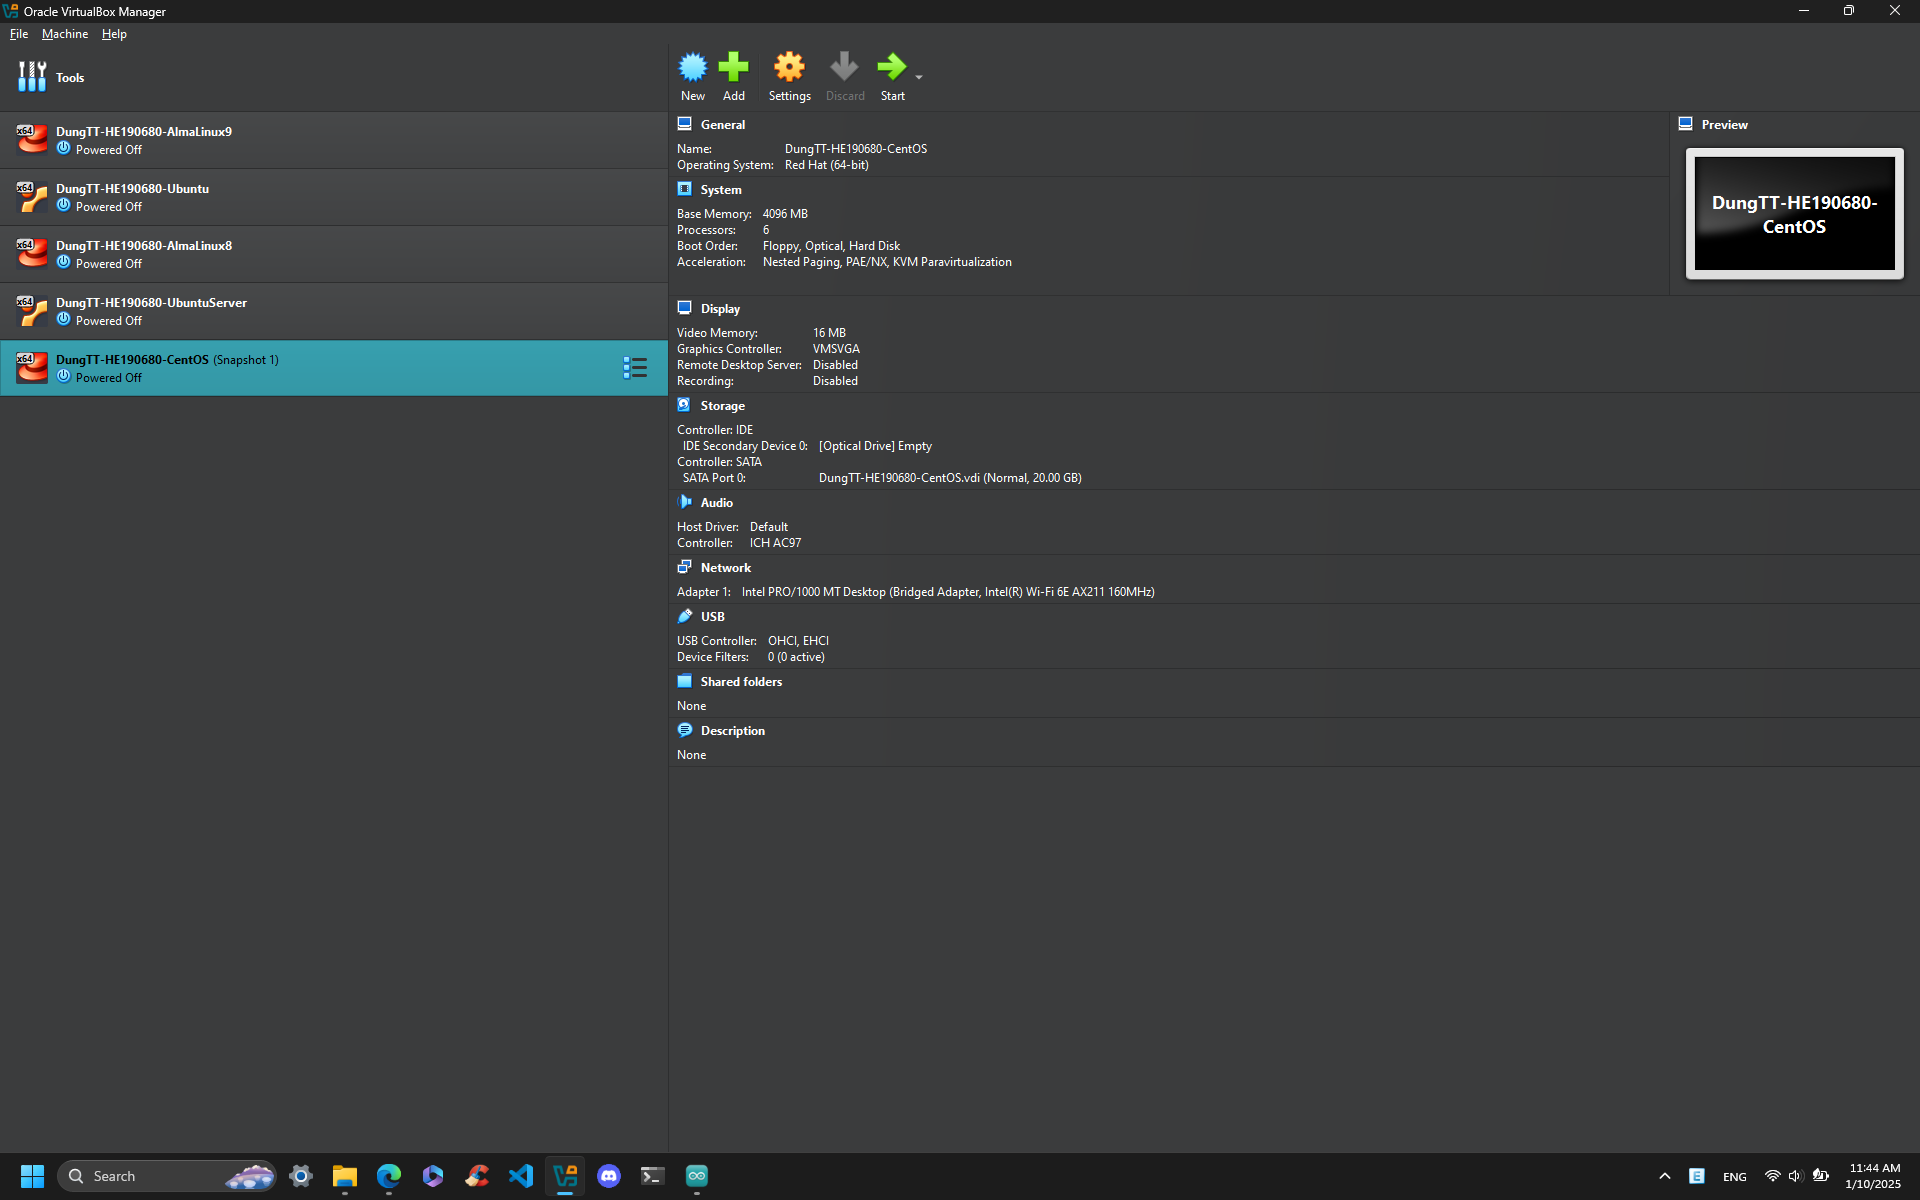 Oracle VirtualBox Manager
File Machine Help
Tools
New Add Settings Discard Start
x64 DungTT-HE190680-AlmaLinux9
Powered Off
x64 DungTT-HE190680-Ubuntu
Powered Off
x64 DungTT-HE190680-AlmaLinux8
Powered Off
x64 DungTT-HE190680-UbuntuServer
Powered Off
x64 DungTT-HE190680-CentOS (Snapshot 1)
Powered Off
General
Name: DungTT-HE190680-CentOS
Operating System: Red Hat (64-bit)
System
Base Memory: 4096 MB
Processors: 6
Boot Order: Floppy, Optical, Hard Disk
Acceleration: Nested Paging, PAE/NX, KVM Paravirtualization
Preview
DungTT-HE190680-
CentOS
Display
Video Memory: 16 MB
Graphics Controller: VMSVGA
Remote Desktop Server: Disabled
Recording: Disabled
Storage
Controller: IDE
IDE Secondary Device 0: [Optical Drive] Empty
Controller: SATA
SATA Port 0: DungTT-HE190680-CentOS.vdi (Normal, 20.00 GB)
Audio
Host Driver: Default
Controller: ICH AC97
Network
Adapter 1: Intel PRO/1000 MT Desktop (Bridged Adapter, Intel(R) Wi-Fi 6E AX211 160MHz)
USB
USB Controller: OHCI, EHCI
Device Filters: 0 (0 active)
Shared folders
None
Description
None
Search
E ENG
11:44 AM
1/10/2025